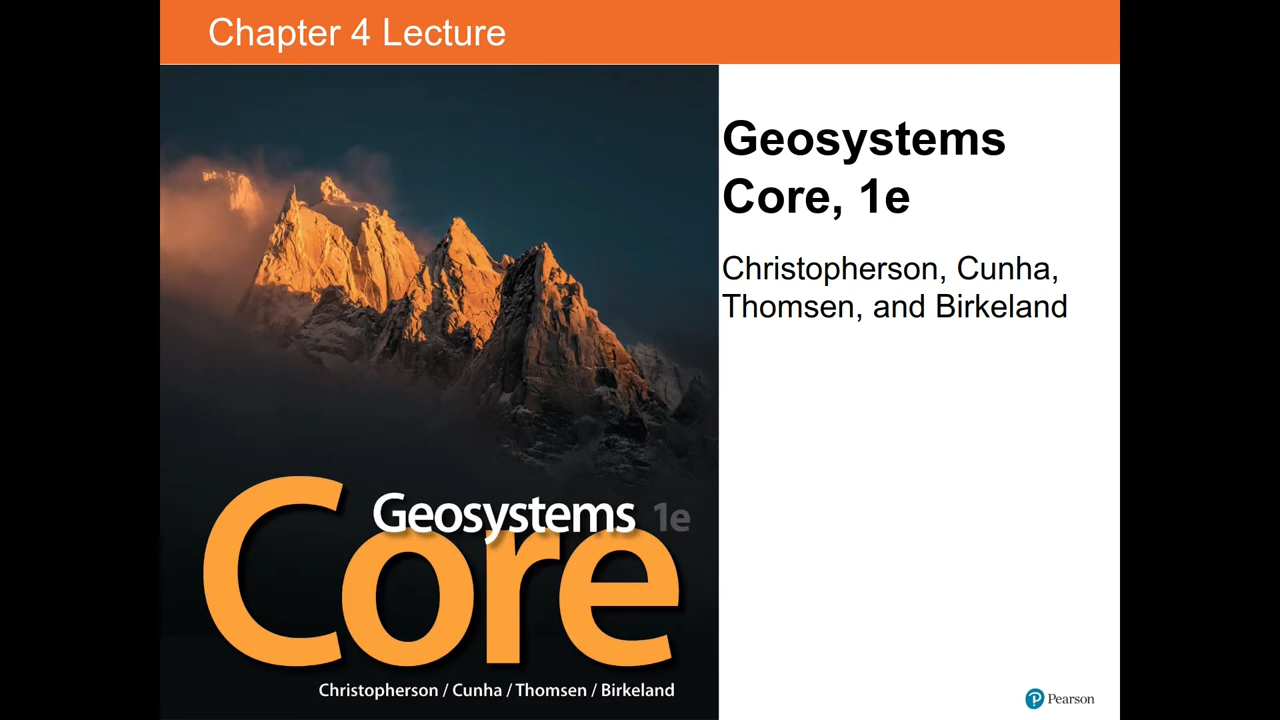 Chapter 4 Lecture
Geosystems
Core, 1e
Christopherson, Cunha,
Thomsen, and Birkeland
Geosystems 1e
Core
Christopherson / Cunha / Thomsen / Birkeland
Pearson